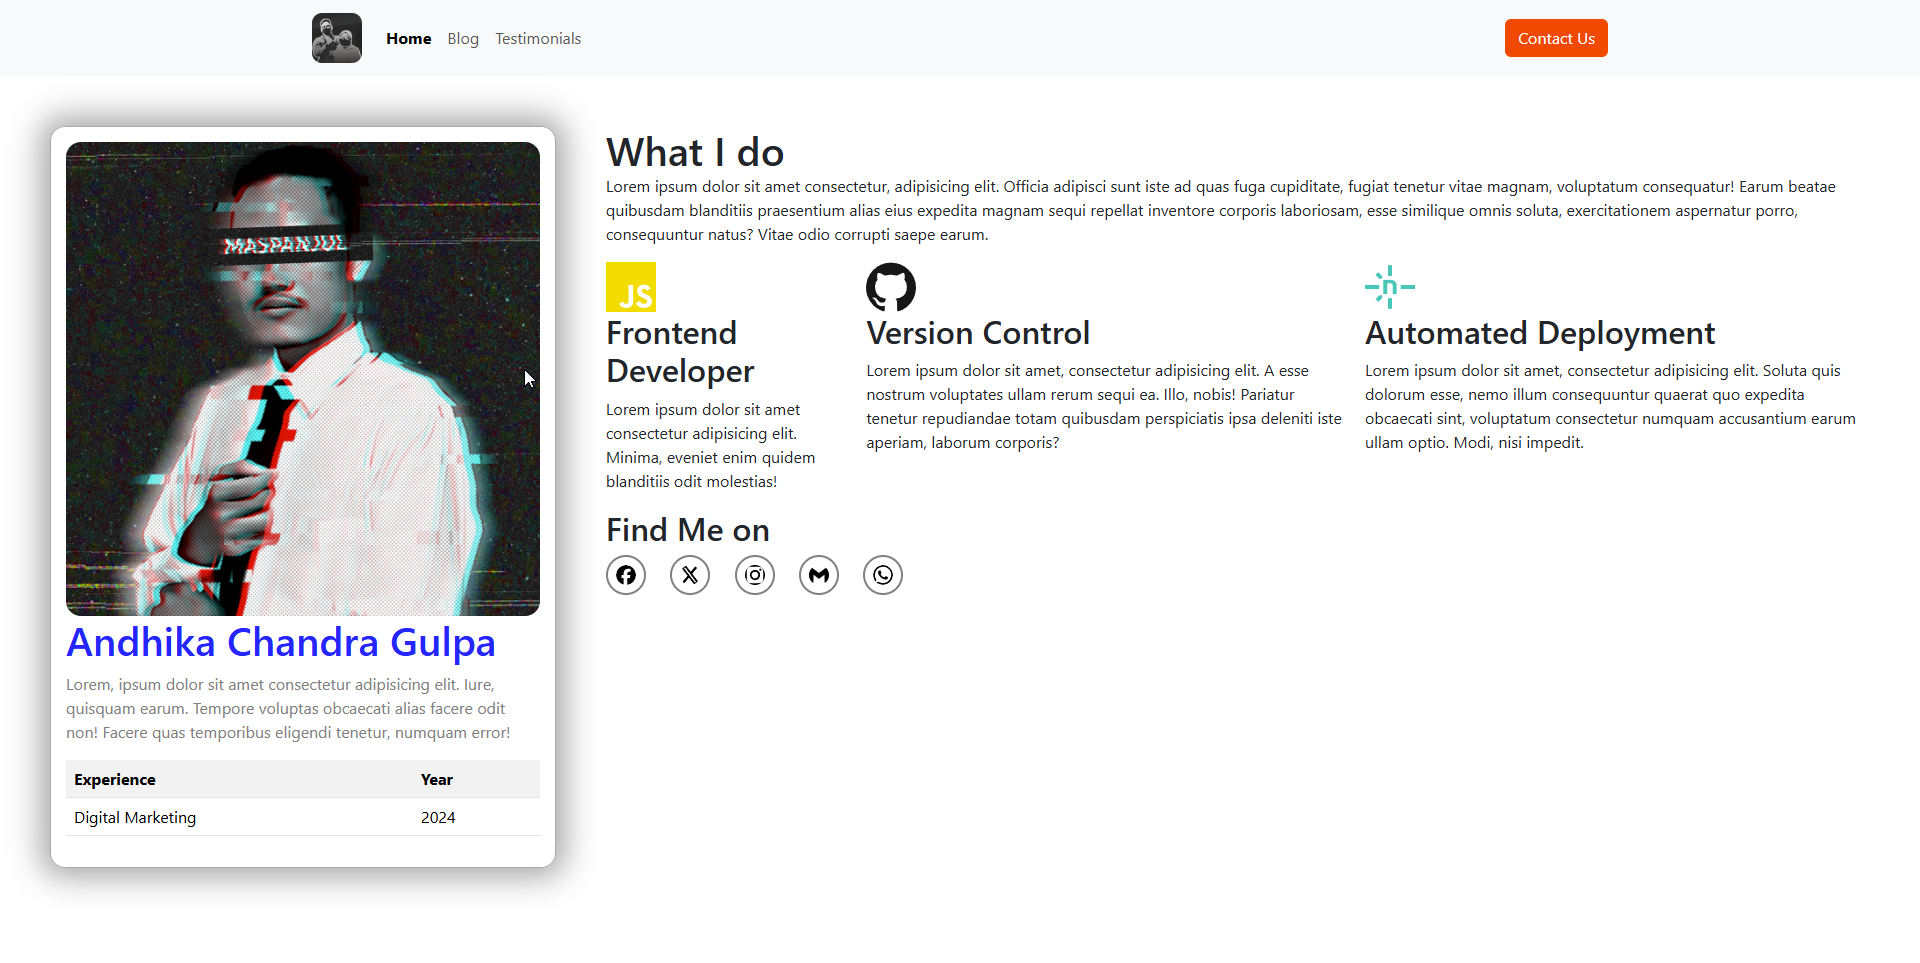 Home Blog Testimonials
Contact Us
MASPANJUL
Andhika Chandra Gulpa
Lorem, ipsum dolor sit amet consectetur adipisicing elit. Iure,
quisquam earum. Tempore voluptas obcaecati alias facere odit
non! Facere quas temporibus eligendi tenetur, numquam error!
Experience Year
Digital Marketing 2024
What I do
Lorem ipsum dolor sit amet consectetur, adipisicing elit. Officia adipisci sunt iste ad quas fuga cupiditate, fugiat tenetur vitae magnam, voluptatum consequatur! Earum beatae
quibusdam blanditiis praesentium alias eius expedita magnam sequi repellat inventore corporis laboriosam, esse similique omnis soluta, exercitationem aspernatur porro,
consequuntur natus? Vitae odio corrupti saepe earum.
JS
Frontend
Developer
Lorem ipsum dolor sit amet
consectetur adipisicing elit.
Minima, eveniet enim quidem
blanditiis odit molestias!
n
Version Control
Lorem ipsum dolor sit amet, consectetur adipisicing elit. A esse
nostrum voluptates ullam rerum sequi ea. Illo, nobis! Pariatur
tenetur repudiandae totam quibusdam perspiciatis ipsa deleniti iste
aperiam, laborum corporis?
Automated Deployment
Lorem ipsum dolor sit amet, consectetur adipisicing elit. Soluta quis
dolorum esse, nemo illum consequuntur quaerat quo expedita
obcaecati sint, voluptatum consectetur numquam accusantium earum
ullam optio. Modi, nisi impedit.
Find Me on